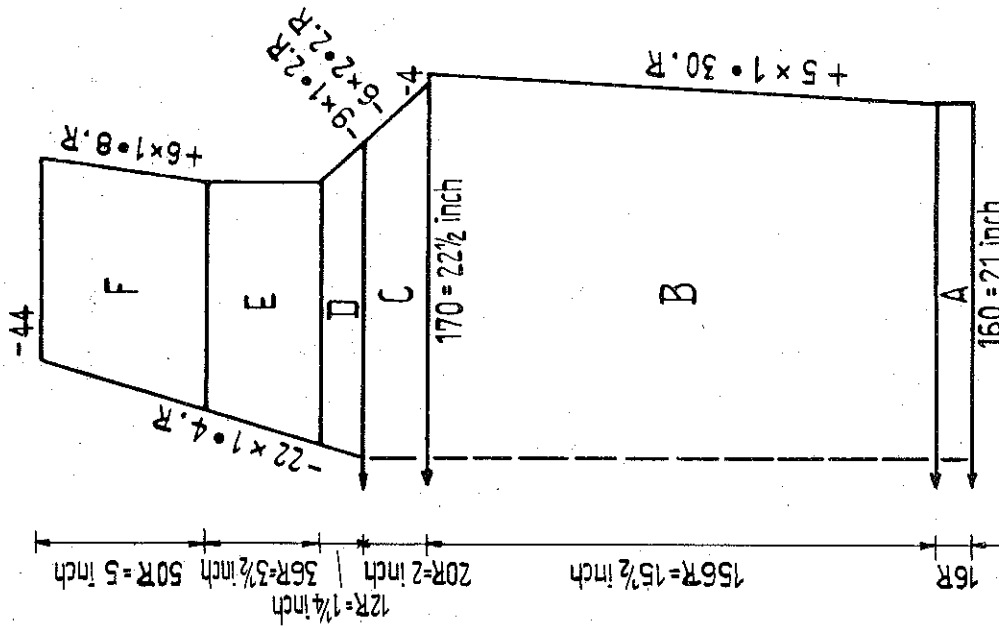 -44
F
+6×1•8.R
E
-22×1•4.R
D
-9×1•2.R
-6×2•2.R
-4
C
170=22½ inch
B
+5×1•30.R
A
160=21 inch
50R=5 inch
36R=3½ inch
12R=1¼ inch
20R=2 inch
156R=15½ inch
16R